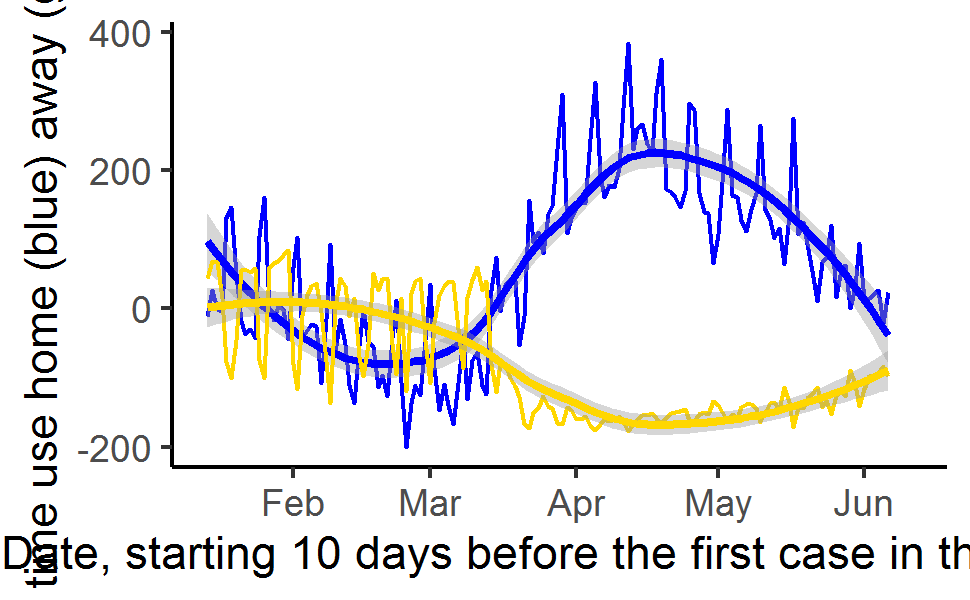 400
200
0
-200
time use home (blue) away
Feb Mar Apr May Jun
Date, starting 10 days before the first case in